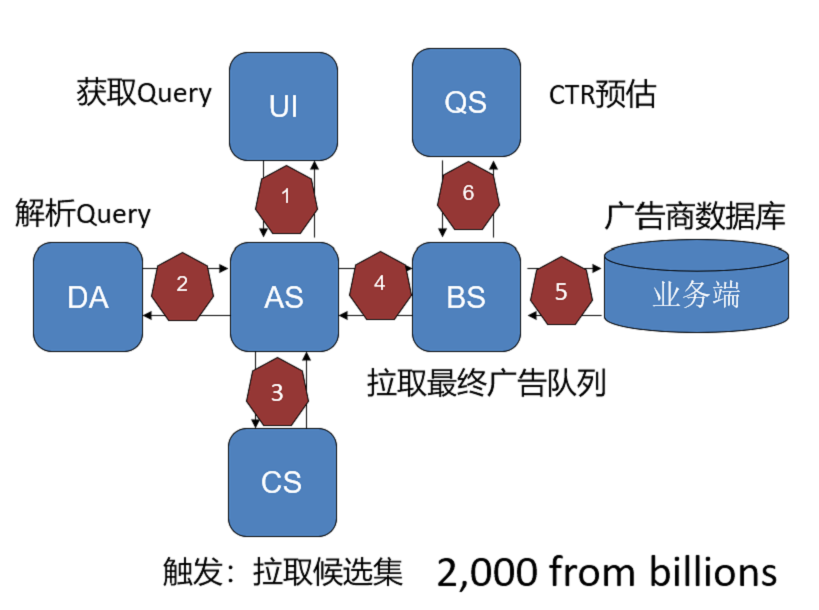 获取Query
UI
QS
CTR预估
1
6
解析Query
广告商数据库
DA
2
AS
4
BS
5
业务端
拉取最终广告队列
3
CS
触发：拉取候选集 2,000 from billions